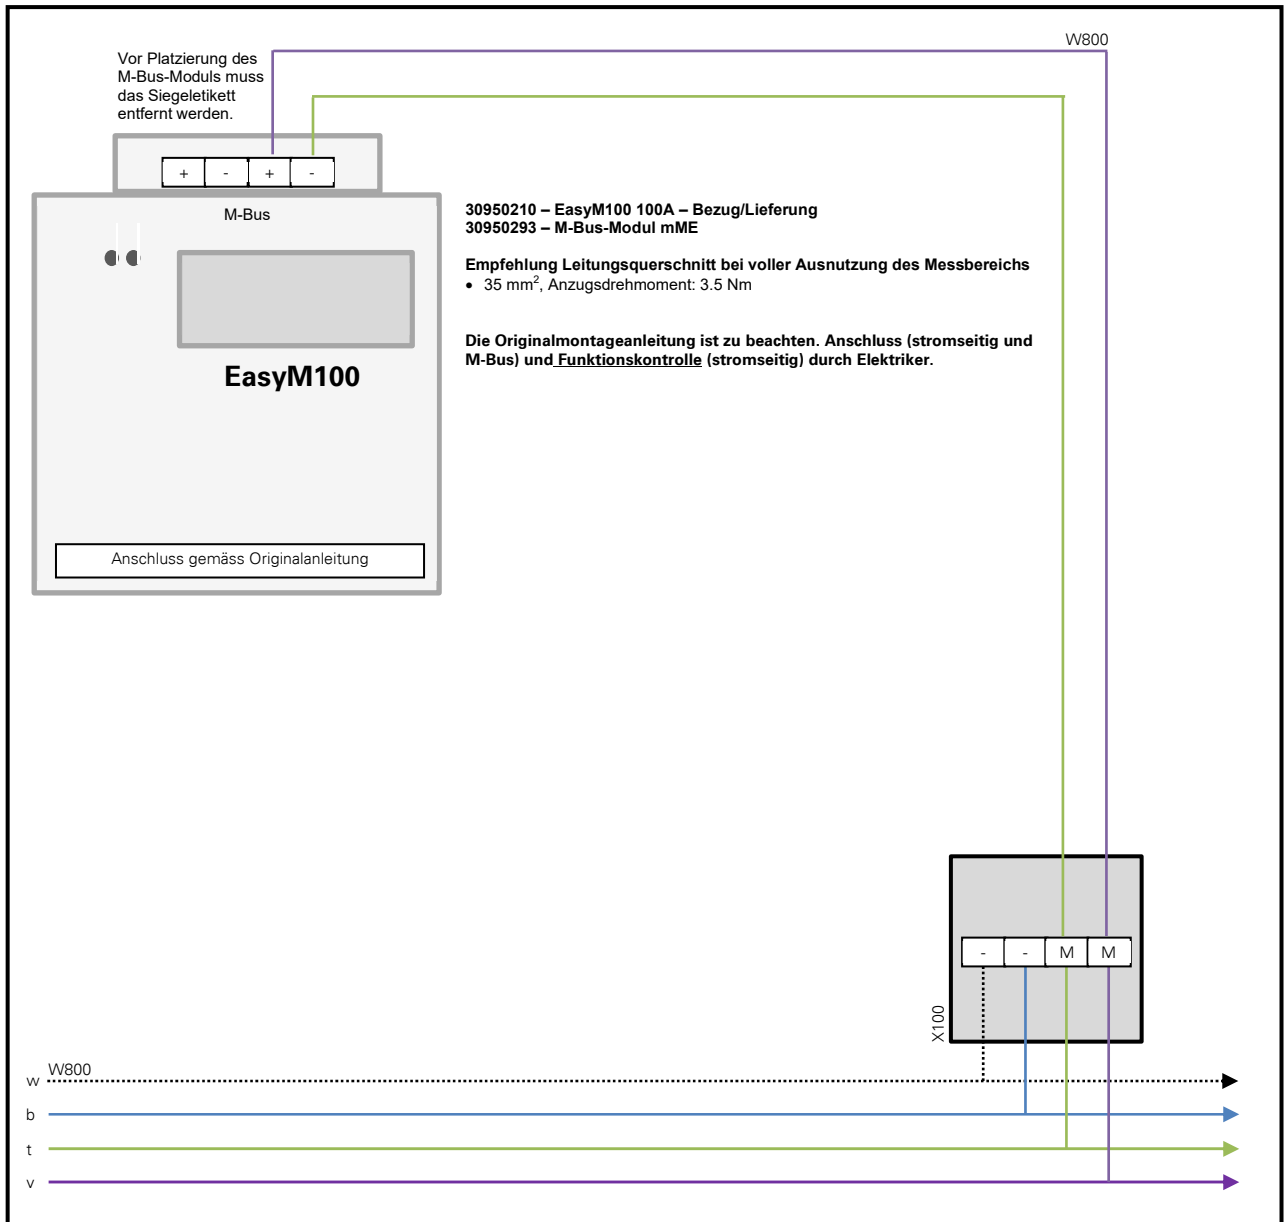 W800
Vor Platzierung des
M-Bus-Moduls muss
das Siegeletikett
entfernt werden.
+ - + -
M-Bus
30950210 – EasyM100 100A – Bezug/Lieferung
30950293 – M-Bus-Modul mME
Empfehlung Leitungsquerschnitt bei voller Ausnutzung des Messbereichs
• 35 mm², Anzugsdrehmoment: 3.5 Nm
Die Originalmontageanleitung ist zu beachten. Anschluss (stromseitig und
M-Bus) und Funktionskontrolle (stromseitig) durch Elektriker.
EasyM100
Anschluss gemäss Originalanleitung
- - M M
X100
W800
w
b
t
v